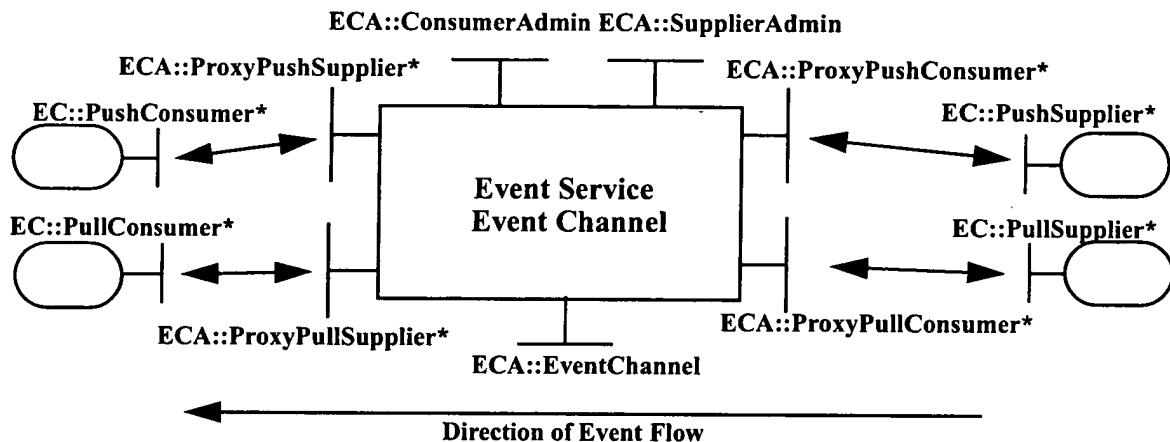 ECA::ConsumerAdmin ECA::SupplierAdmin
ECA::ProxyPushSupplier*
ECA::ProxyPushConsumer*
EC::PushConsumer*
EC::PushSupplier*
Event Service
Event Channel
EC::PullConsumer*
EC::PullSupplier*
ECA::ProxyPullSupplier*
ECA::ProxyPullConsumer*
ECA::EventChannel
Direction of Event Flow